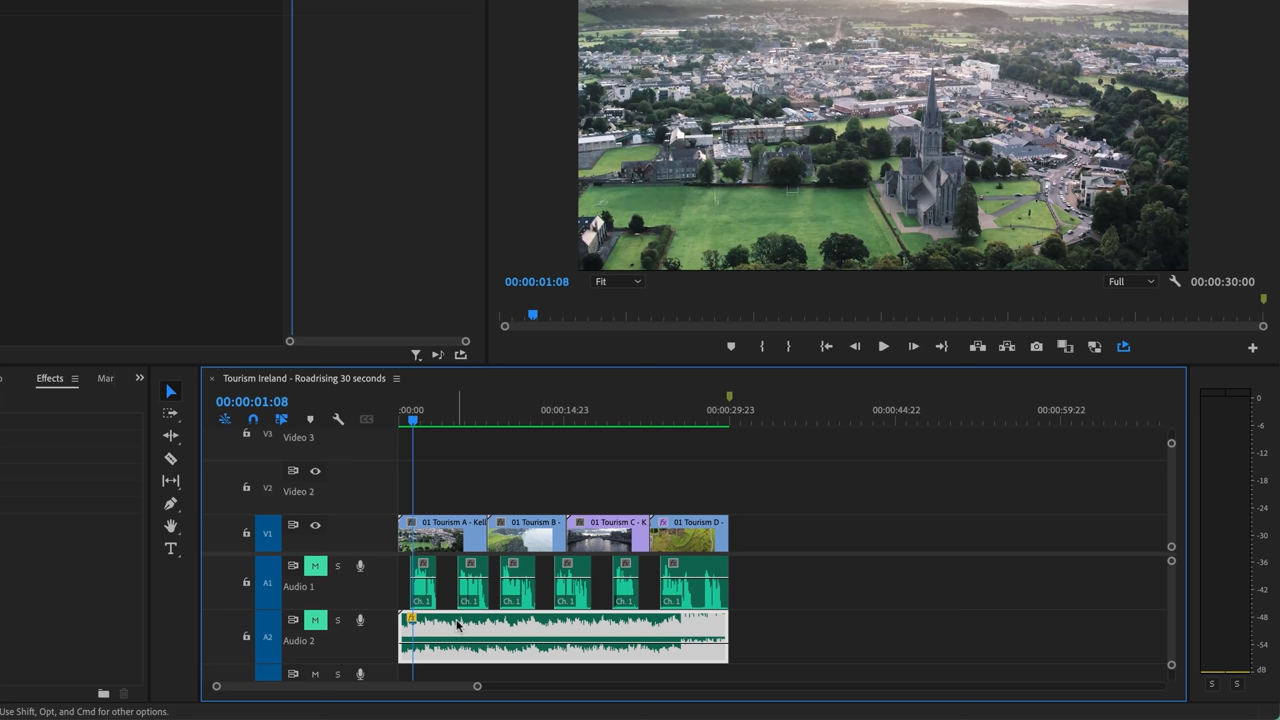 00:00:01:08
Fit
Full
00:00:30:00
Effects
Mar
Tourism Ireland - Roadrising 30 seconds
00:00:01:08
:00:00
00:00:14:23
00:00:29:23
00:00:44:22
00:00:59:22
V3
Video 3
V2
Video 2
V1
01 Tourism A - Kell
01 Tourism B -
01 Tourism C - K
01 Tourism D -
A1
M
S
Audio 1
Ch. 1
Ch. 1
Ch. 1
Ch. 1
Ch. 1
Ch. 1
A2
M
S
Audio 2
M
S
0
-6
-12
-18
-24
-30
-36
-42
-48
-54
dB
S
S
Use Shift, Opt, and Cmd for other options.